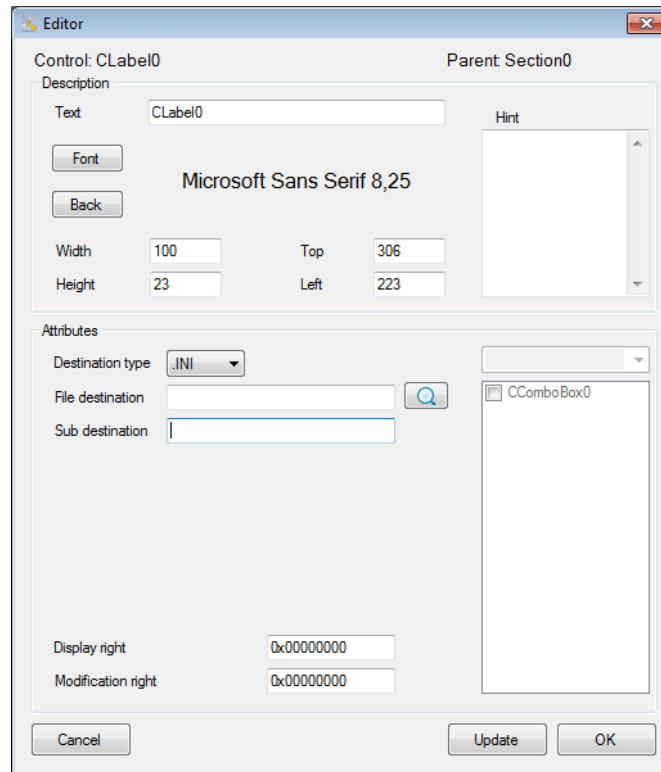 Editor
Control: CLabel0 Parent: Section0
Description
Text CLabel0 Hint
Font
Microsoft Sans Serif 8,25
Back
Width 100 Top 306
Height 23 Left 223
Attributes
Destination type .INI
File destination CComboBox0
Sub destination
Display right 0x00000000
Modification right 0x00000000
Cancel Update OK